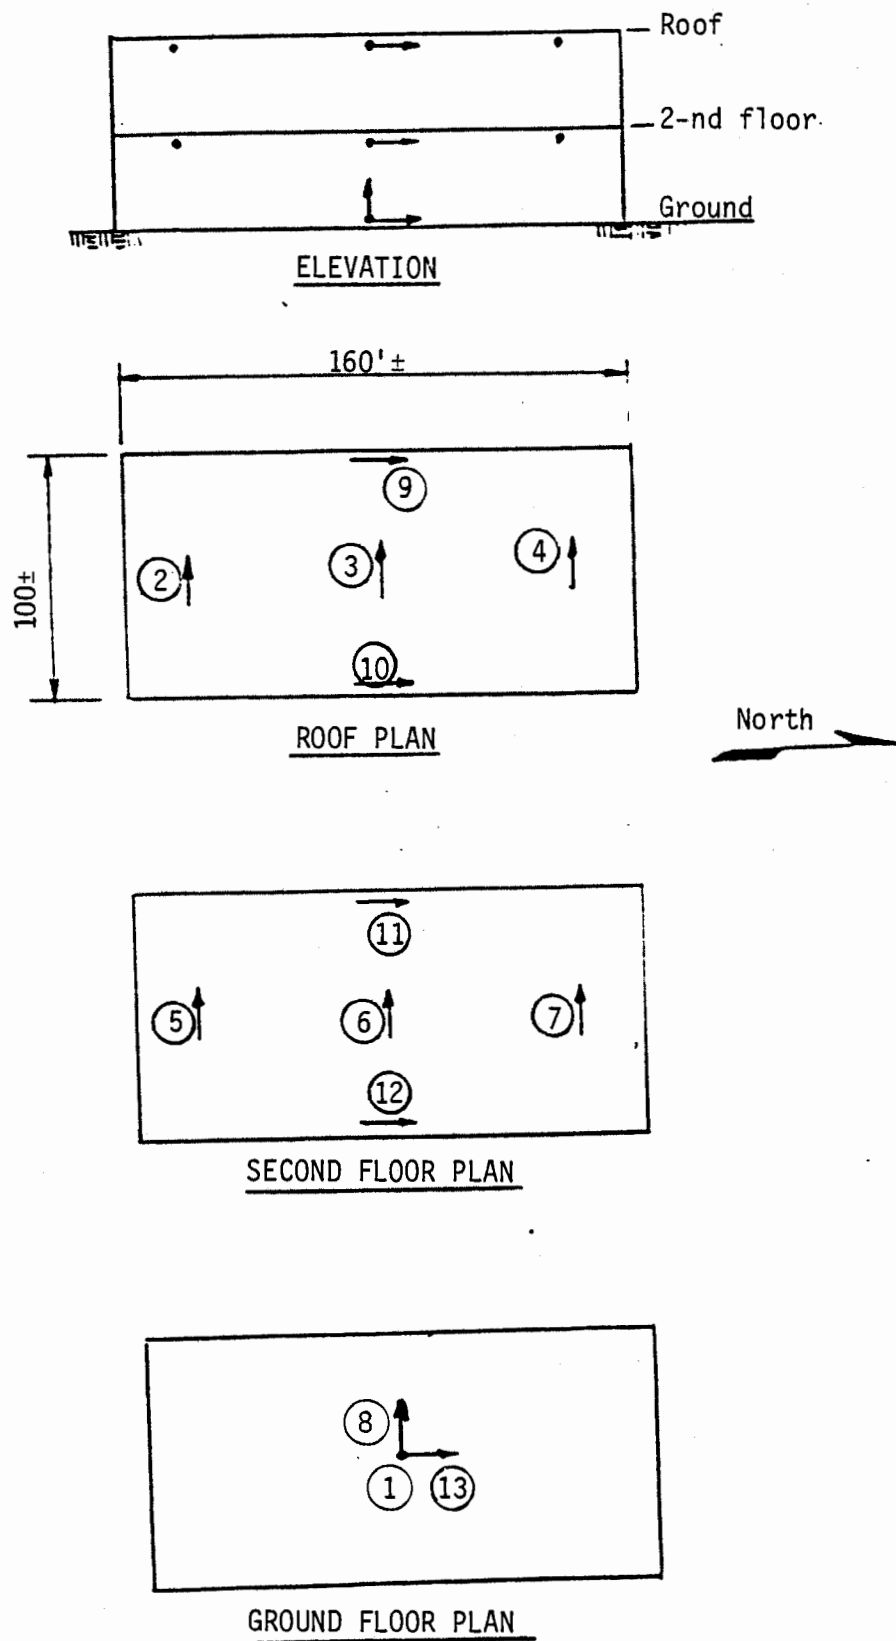 Roof
2-nd floor
Ground
ELEVATION
160'±
100±
9
2
3
4
10
ROOF PLAN
North
11
5
6
7
12
SECOND FLOOR PLAN
8
1 13
GROUND FLOOR PLAN